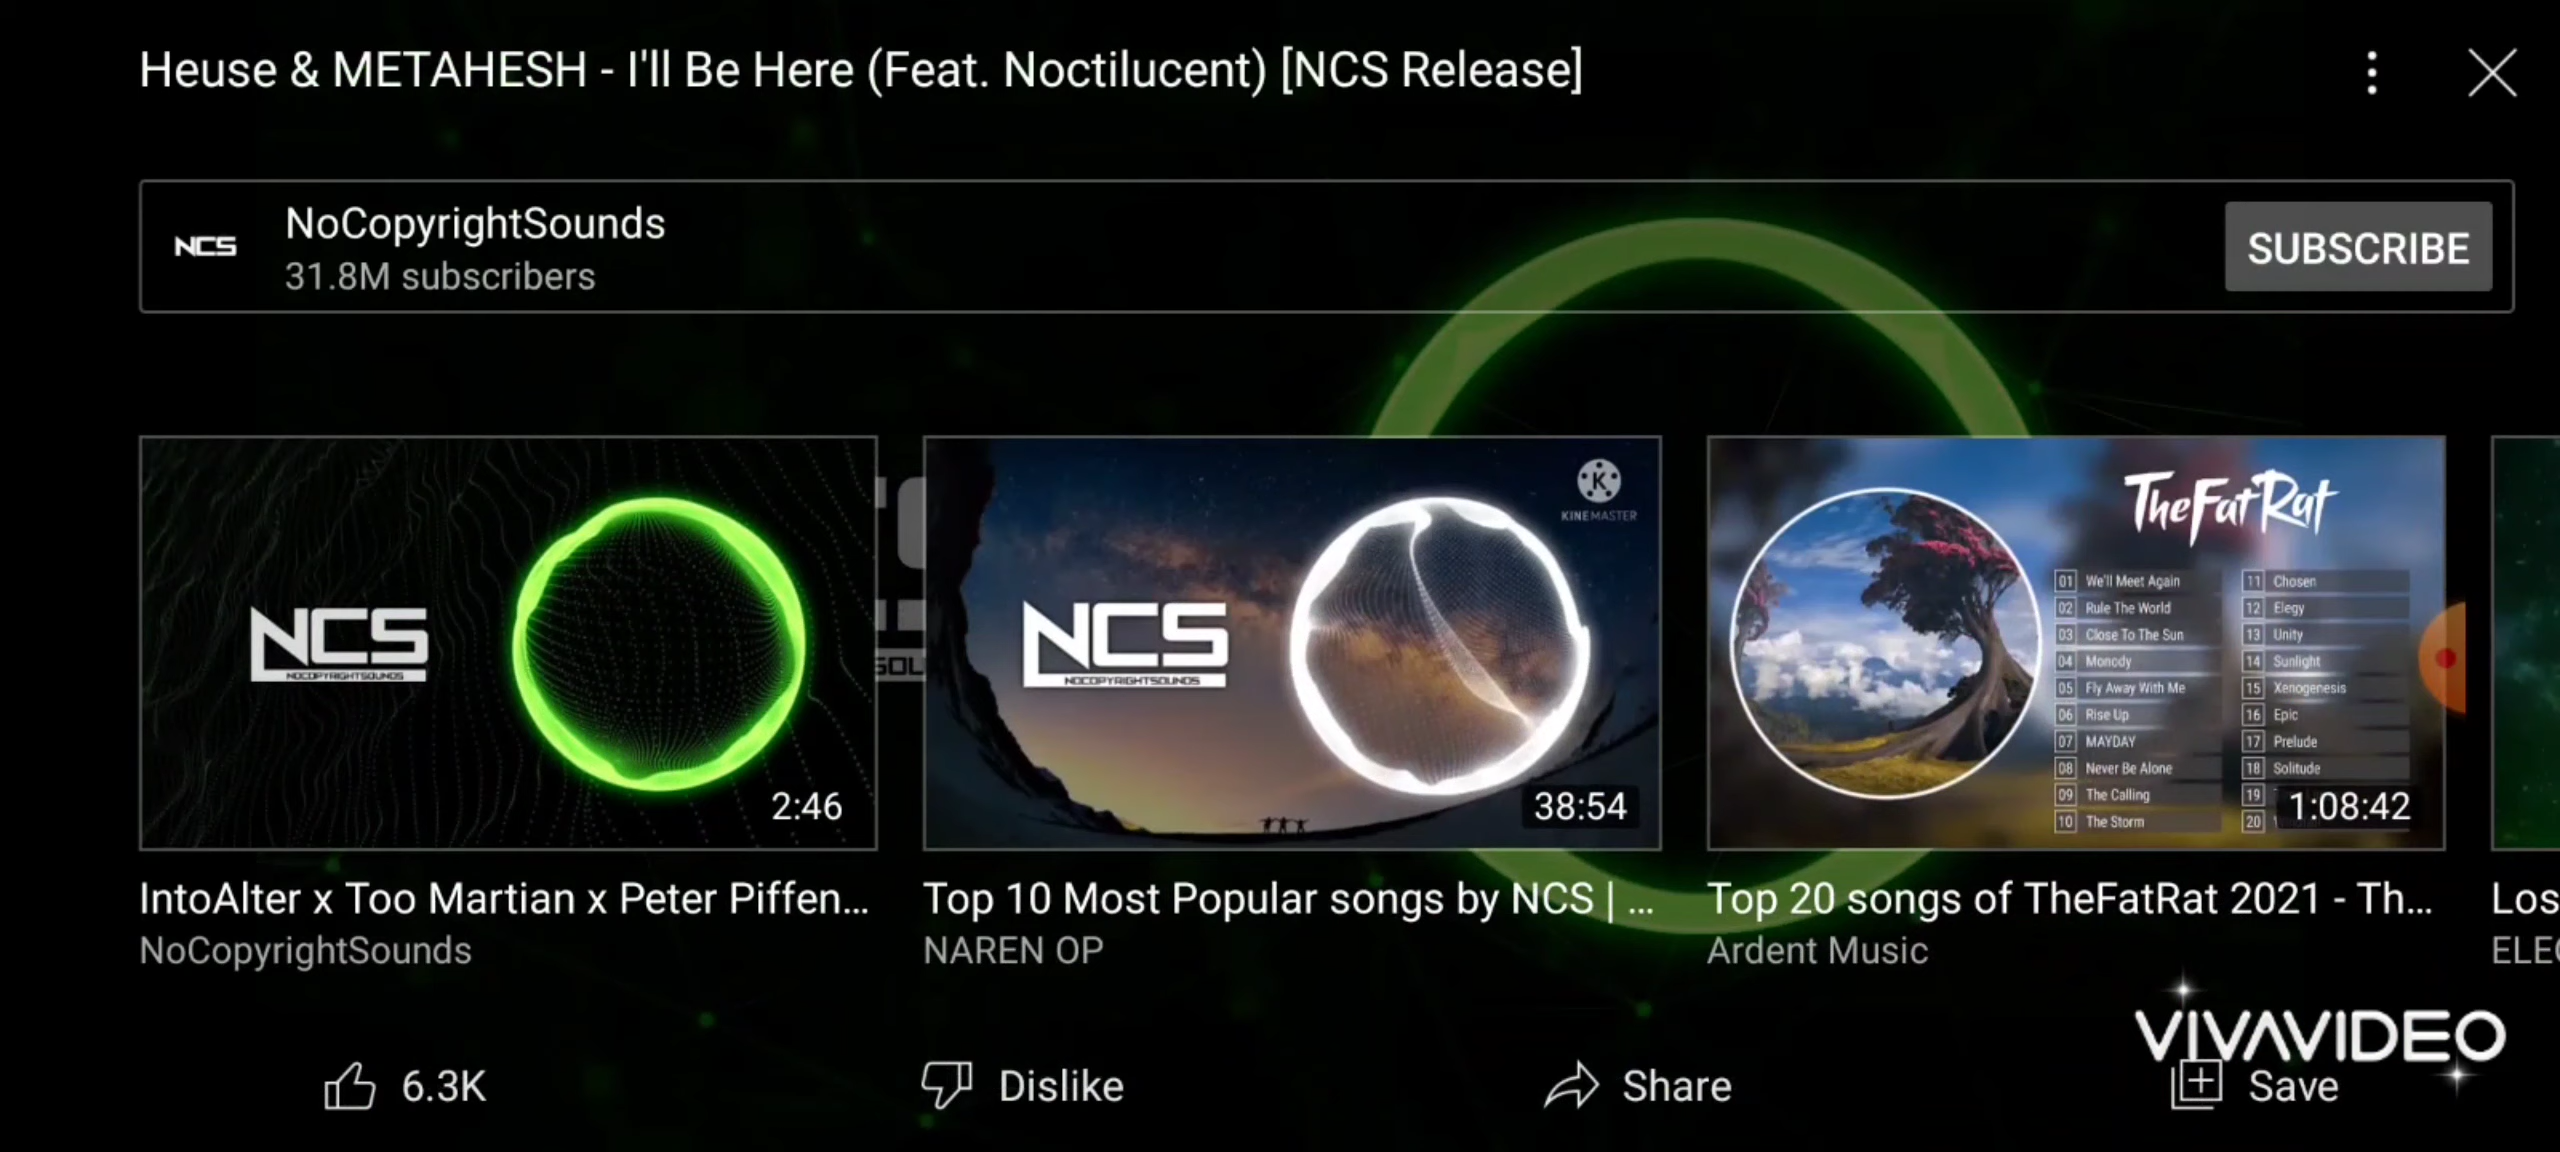 Heuse & METAHESH - I'll Be Here (Feat. Noctilucent) [NCS Release]
NCS
NoCopyrightSounds
31.8M subscribers
SUBSCRIBE
NCS
NOCOPYRIGHTSOUNDS
2:46
SOU
NCS
NOCOPYRIGHTSOUNDS
K
KINEMASTER
38:54
TheFatRat
01 We'll Meet Again
02 Rule The World
03 Close To The Sun
04 Monody
05 Fly Away With Me
06 Rise Up
07 MAYDAY
08 Never Be Alone
09 The Calling
10 The Storm
11 Chosen
12 Elegy
13 Unity
14 Sunlight
15 Xenogenesis
16 Epic
17 Prelude
18 Solitude
19
20
1:08:42
IntoAlter x Too Martian x Peter Piffen...
NoCopyrightSounds
Top 10 Most Popular songs by NCS | ...
NAREN OP
Top 20 songs of TheFatRat 2021 - Th...
Ardent Music
Los
ELE
VIVAVIDEO
6.3K
Dislike
Share
Save